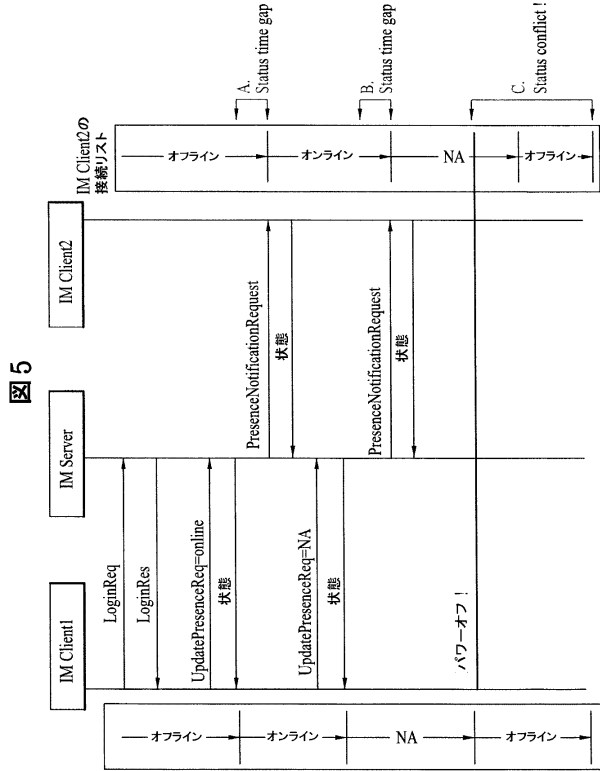 図5
IM Client1
IM Server
IM Client2
IM Client2の
接続リスト
LoginReq
LoginRes
UpdatePresenceReq=online
状態
PresenceNotificationRequest
状態
UpdatePresenceReq=NA
状態
PresenceNotificationRequest
状態
パワーオフ！
オフライン
オンライン
NA
オフライン
オフライン
オンライン
NA
オフライン
A.
Status time gap
B.
Status time gap
C.
Status conflict !